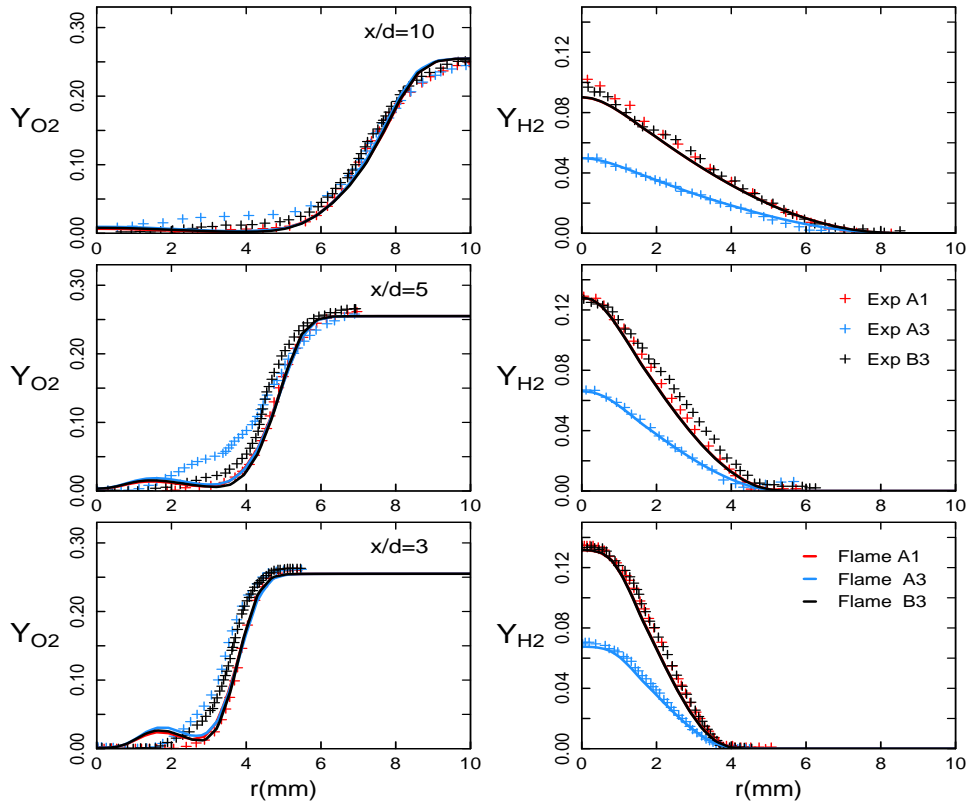 x/d=10
Y_O2
0.00 0.10 0.20 0.30
0 2 4 6 8 10
Y_H2
0.00 0.04 0.08 0.12
0 2 4 6 8 10
x/d=5
Y_O2
0.00 0.10 0.20 0.30
0 2 4 6 8 10
Exp A1
Exp A3
Exp B3
Y_H2
0.00 0.04 0.08 0.12
0 2 4 6 8 10
x/d=3
Y_O2
0.00 0.10 0.20 0.30
0 2 4 6 8 10
r(mm)
Flame A1
Flame A3
Flame B3
Y_H2
0.00 0.04 0.08 0.12
0 2 4 6 8 10
r(mm)